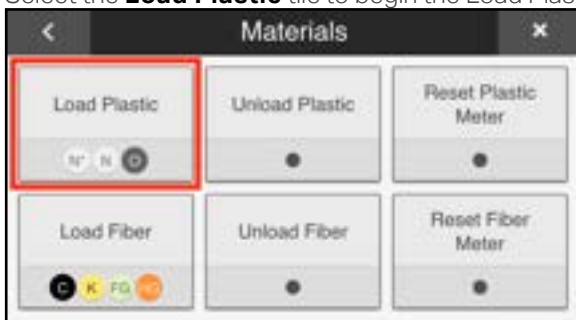 Select the Load Plastic tile to begin the Load Plas
< Materials ×
Load Plastic Unload Plastic Reset Plastic
Meter
N+ N O
Load Fiber Unload Fiber Reset Fiber
Meter
C K FG